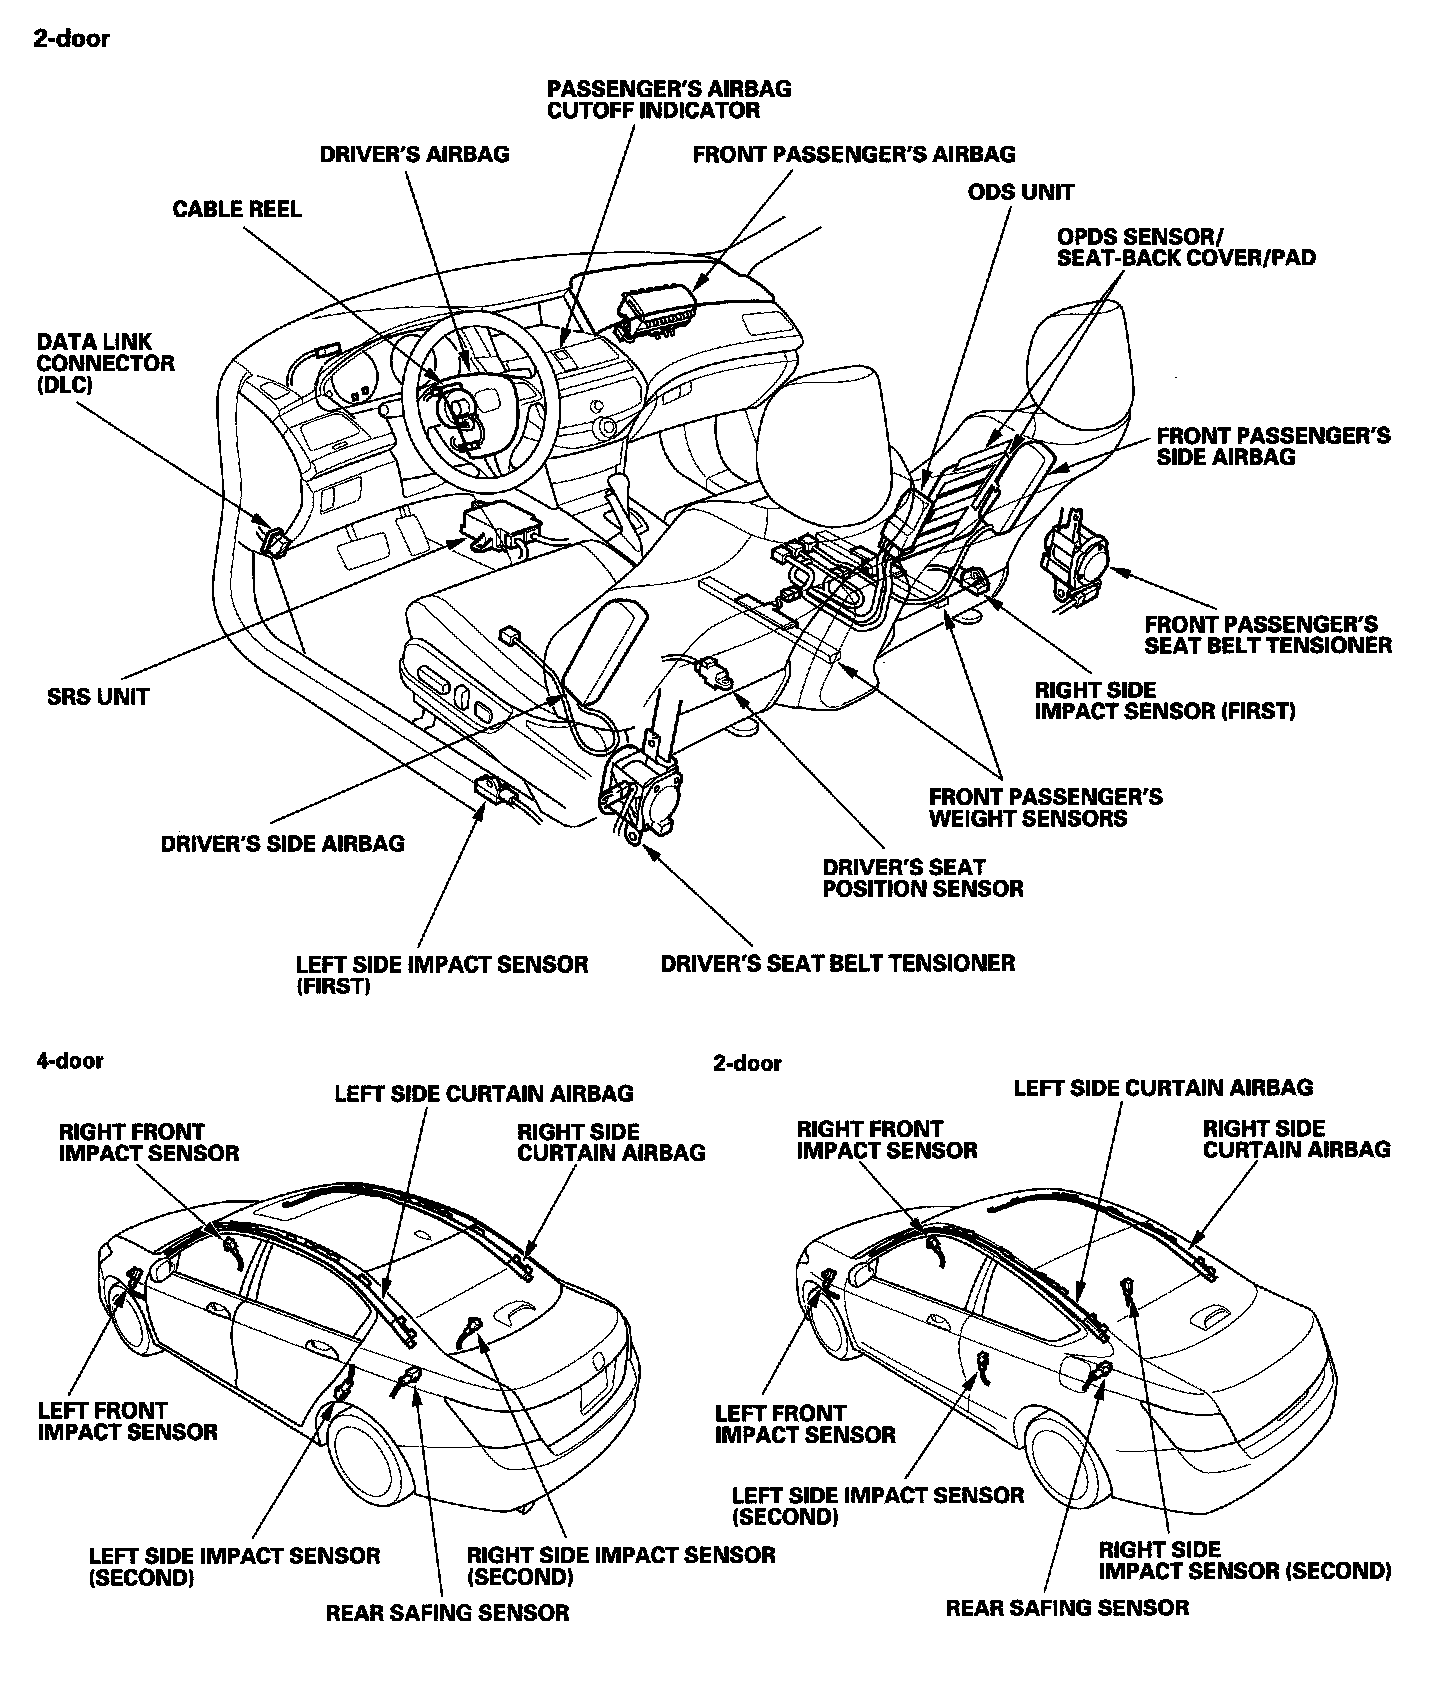 2-door
PASSENGER'S AIRBAG
CUTOFF INDICATOR
DRIVER'S AIRBAG
FRONT PASSENGER'S AIRBAG
ODS UNIT
CABLE REEL
OPDS SENSOR/
SEAT-BACK COVER/PAD
DATA LINK
CONNECTOR
(DLC)
FRONT PASSENGER'S
SIDE AIRBAG
FRONT PASSENGER'S
SEAT BELT TENSIONER
SRS UNIT
RIGHT SIDE
IMPACT SENSOR (FIRST)
FRONT PASSENGER'S
WEIGHT SENSORS
DRIVER'S SIDE AIRBAG
DRIVER'S SEAT
POSITION SENSOR
LEFT SIDE IMPACT SENSOR
(FIRST)
DRIVER'S SEAT BELT TENSIONER
4-door
LEFT SIDE CURTAIN AIRBAG
RIGHT FRONT
IMPACT SENSOR
RIGHT SIDE
CURTAIN AIRBAG
LEFT FRONT
IMPACT SENSOR
LEFT SIDE IMPACT SENSOR
(SECOND)
RIGHT SIDE IMPACT SENSOR
(SECOND)
REAR SAFING SENSOR
2-door
LEFT SIDE CURTAIN AIRBAG
RIGHT FRONT
IMPACT SENSOR
RIGHT SIDE
CURTAIN AIRBAG
LEFT FRONT
IMPACT SENSOR
LEFT SIDE IMPACT SENSOR
(SECOND)
RIGHT SIDE
IMPACT SENSOR (SECOND)
REAR SAFING SENSOR